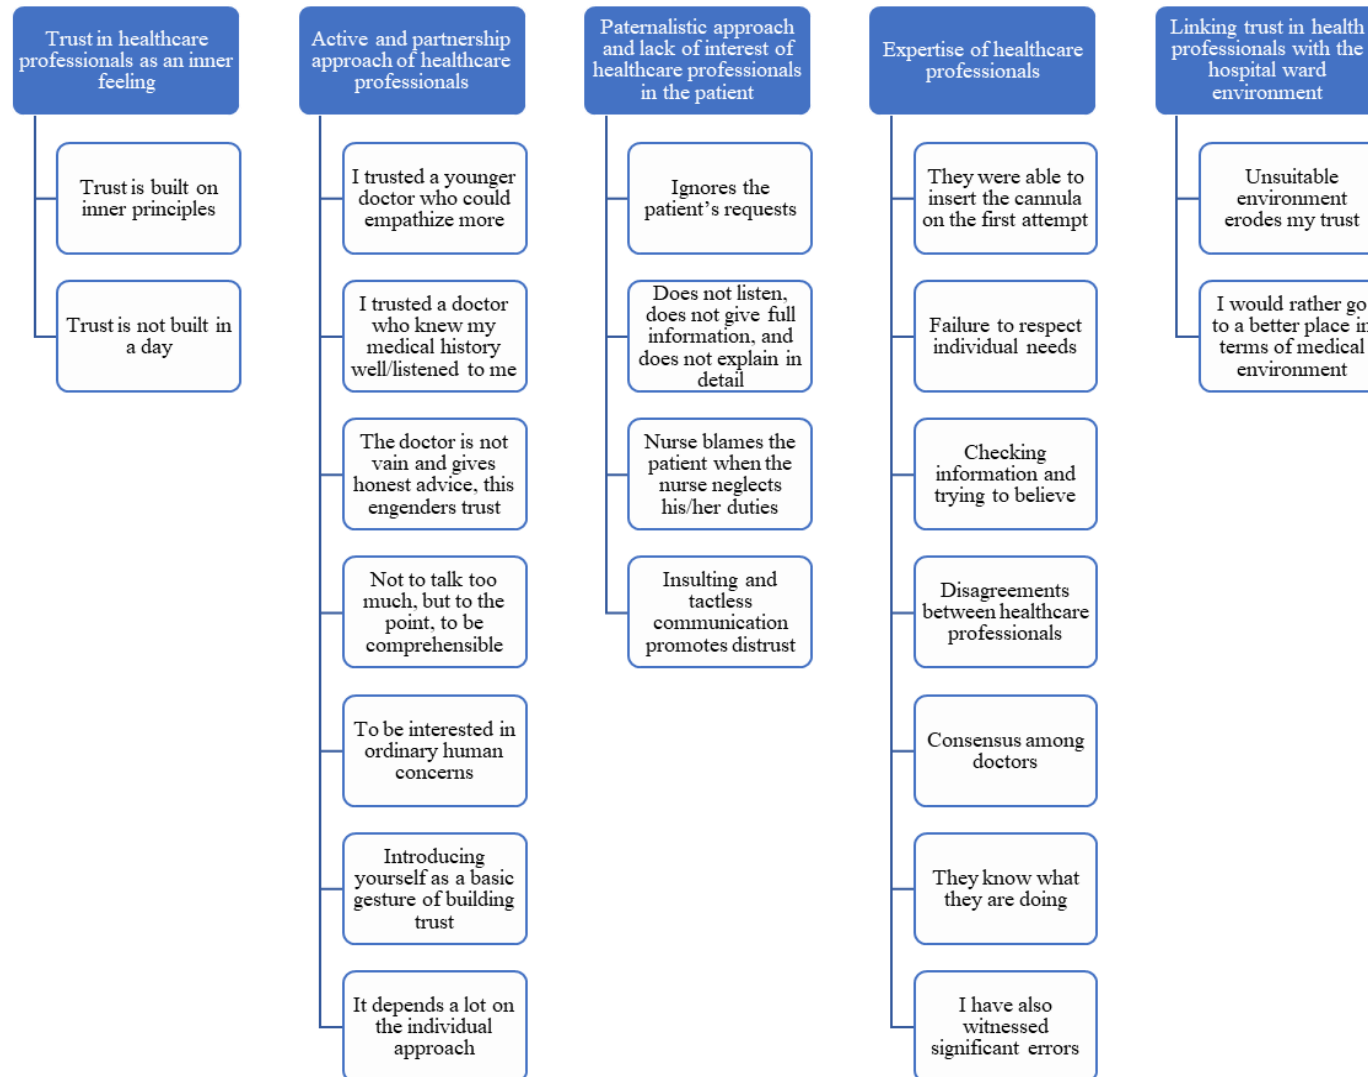 Trust in healthcare
professionals as an inner
feeling
Trust is built on
inner principles
Trust is not built in
a day
Active and partnership
approach of healthcare
professionals
I trusted a younger
doctor who could
empathize more
I trusted a doctor
who knew my
medical history
well/listened to me
The doctor is not
vain and gives
honest advice, this
engenders trust
Not to talk too
much, but to the
point, to be
comprehensible
To be interested in
ordinary human
concerns
Introducing
yourself as a basic
gesture of building
trust
It depends a lot on
the individual
approach
Paternalistic approach
and lack of interest of
healthcare professionals
in the patient
Ignores the
patient’s requests
Does not listen,
does not give full
information, and
does not explain in
detail
Nurse blames the
patient when the
nurse neglects
his/her duties
Insulting and
tactless
communication
promotes distrust
Expertise of healthcare
professionals
They were able to
insert the cannula
on the first attempt
Failure to respect
individual needs
Checking
information and
trying to believe
Disagreements
between healthcare
professionals
Consensus among
doctors
They know what
they are doing
I have also
witnessed
significant errors
Linking trust in health
professionals with the
hospital ward
environment
Unsuitable
environment
erodes my trust
I would rather go
to a better place in
terms of medical
environment